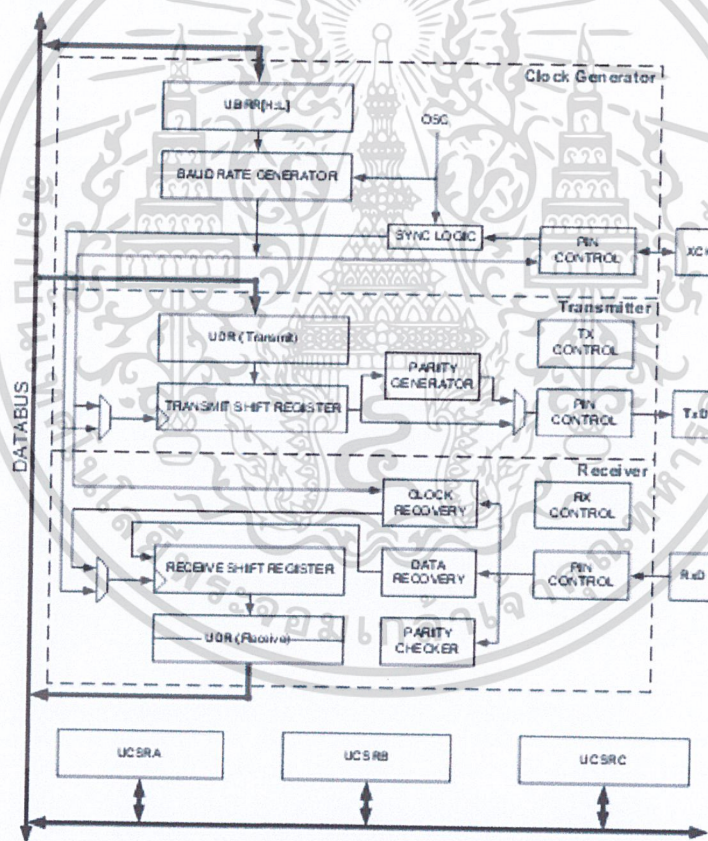 Clock Generator
UBRR[H:L]
OSC
BAUD RATE GENERATOR
SYNC LOGIC
PIN
CONTROL
XCK
Transmitter
UDR (Transmit)
TX
CONTROL
PARITY
GENERATOR
TRANSMIT SHIFT REGISTER
PIN
CONTROL
TxD
DATABUS
Receiver
CLOCK
RECOVERY
RX
CONTROL
RECEIVE SHIFT REGISTER
DATA
RECOVERY
PIN
CONTROL
RxD
UDR (Receive)
PARITY
CHECKER
UCSRA
UCSRB
UCSRC